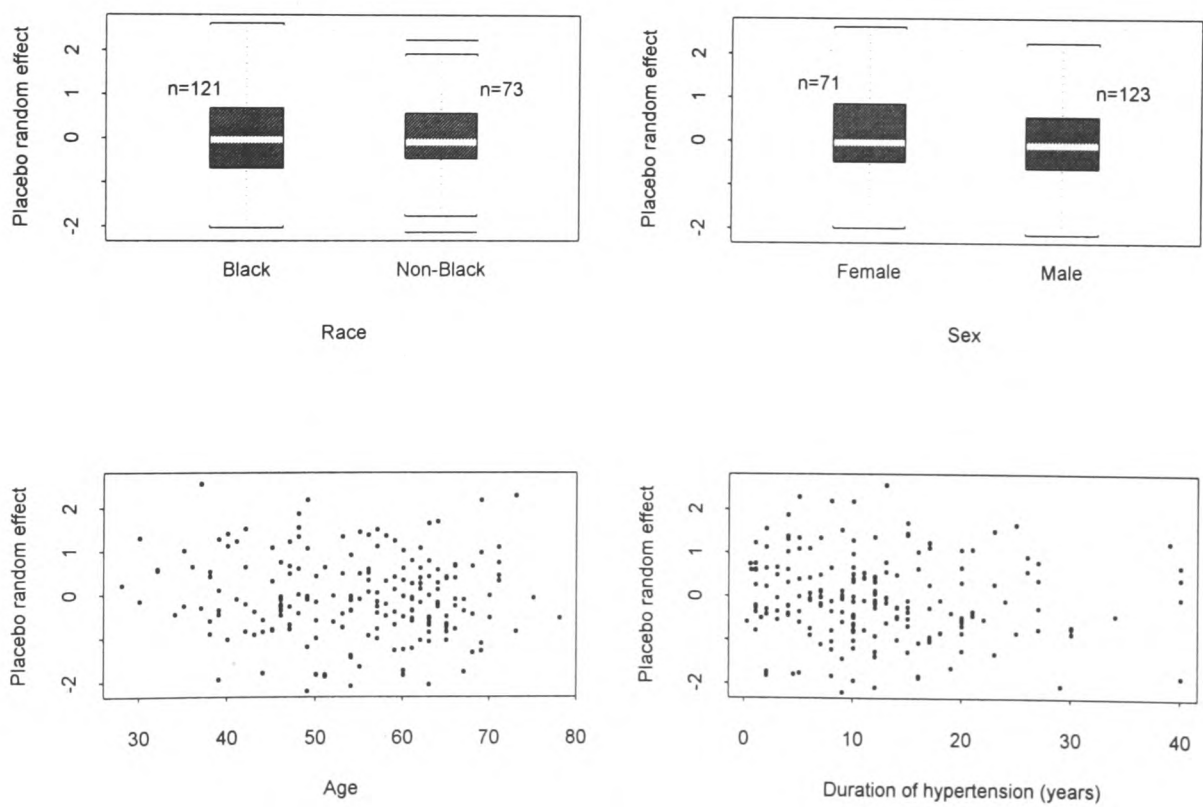 Placebo random effect
2
1
0
-2
n=121
n=73
Black
Non-Black
Race
Placebo random effect
2
1
0
-2
n=71
n=123
Female
Male
Sex
Placebo random effect
2
1
0
-2
30 40 50 60 70 80
Age
Placebo random effect
2
1
0
-2
0 10 20 30 40
Duration of hypertension (years)